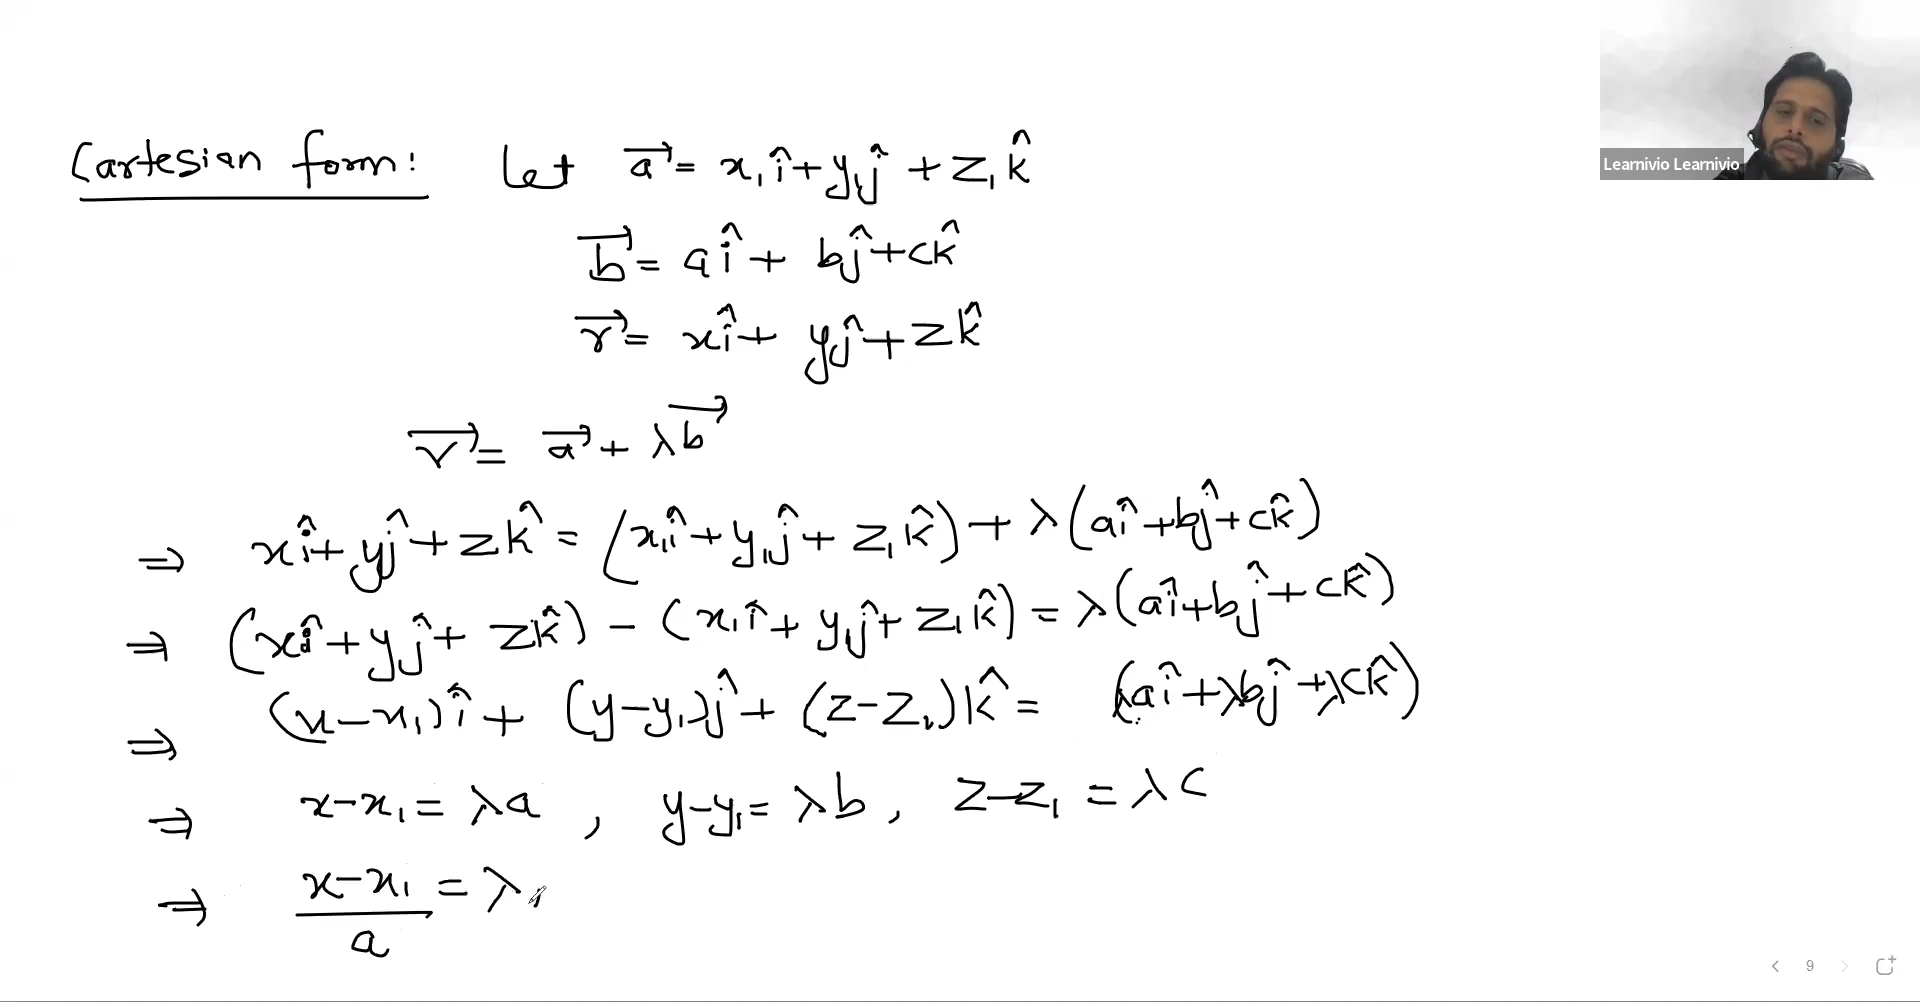 Cartesian form: Let a⃗ = x₁î + y₁ĵ + z₁k̂
b⃗ = aî + bĵ + ck̂
r⃗ = xî + yĵ + zk̂
r⃗ = a⃗ + λb⃗
⇒ xî + yĵ + zk̂ = (x₁î + y₁ĵ + z₁k̂) + λ(aî + bĵ + ck̂)
⇒ (xî + yĵ + zk̂) − (x₁î + y₁ĵ + z₁k̂) = λ(aî + bĵ + ck̂)
⇒ (x−x₁)î + (y−y₁)ĵ + (z−z₁)k̂ = (λaî + λbĵ + λck̂)
⇒ x−x₁ = λa , y−y₁ = λb , z−z₁ = λc
⇒ (x−x₁)/a = λ
Learnivio Learnivio
9